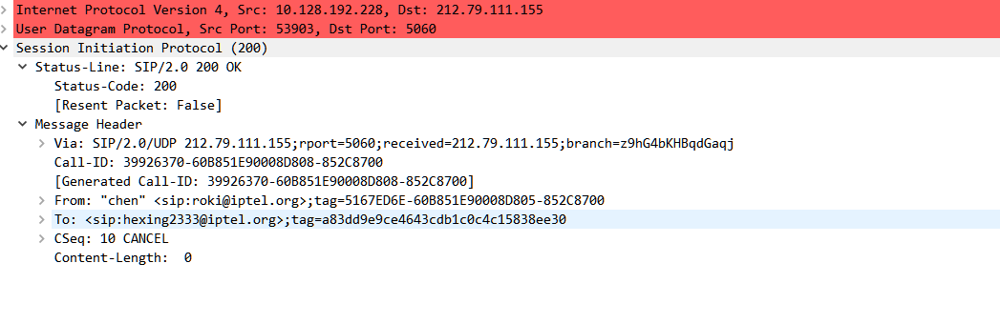 Internet Protocol Version 4, Src: 10.128.192.228, Dst: 212.79.111.155
User Datagram Protocol, Src Port: 53903, Dst Port: 5060
Session Initiation Protocol (200)
Status-Line: SIP/2.0 200 OK
Status-Code: 200
[Resent Packet: False]
Message Header
Via: SIP/2.0/UDP 212.79.111.155;rport=5060;received=212.79.111.155;branch=z9hG4bKHBqdGaqj
Call-ID: 39926370-60B851E90008D808-852C8700
[Generated Call-ID: 39926370-60B851E90008D808-852C8700]
From: "chen" <sip:roki@iptel.org>;tag=5167ED6E-60B851E90008D805-852C8700
To: <sip:hexing2333@iptel.org>;tag=a83dd9e9ce4643cdb1c0c4c15838ee30
CSeq: 10 CANCEL
Content-Length:  0